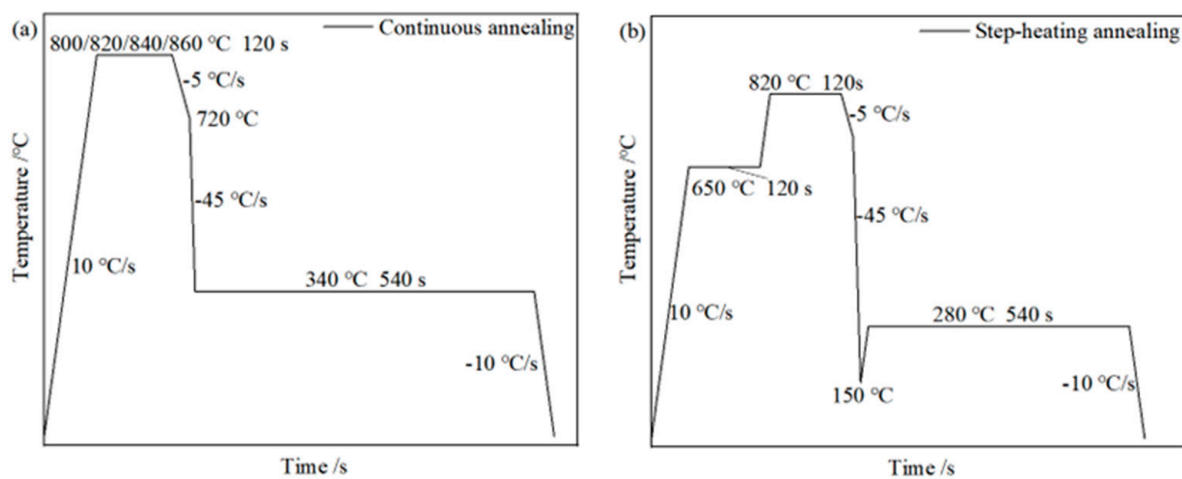 (a)
Continuous annealing
800/820/840/860 °C 120 s
-5 °C/s
720 °C
-45 °C/s
10 °C/s
340 °C 540 s
-10 °C/s
Temperature /°C
Time /s
(b)
Step-heating annealing
820 °C 120s
-5 °C/s
650 °C 120 s
-45 °C/s
10 °C/s
280 °C 540 s
150 °C
-10 °C/s
Temperature /°C
Time /s